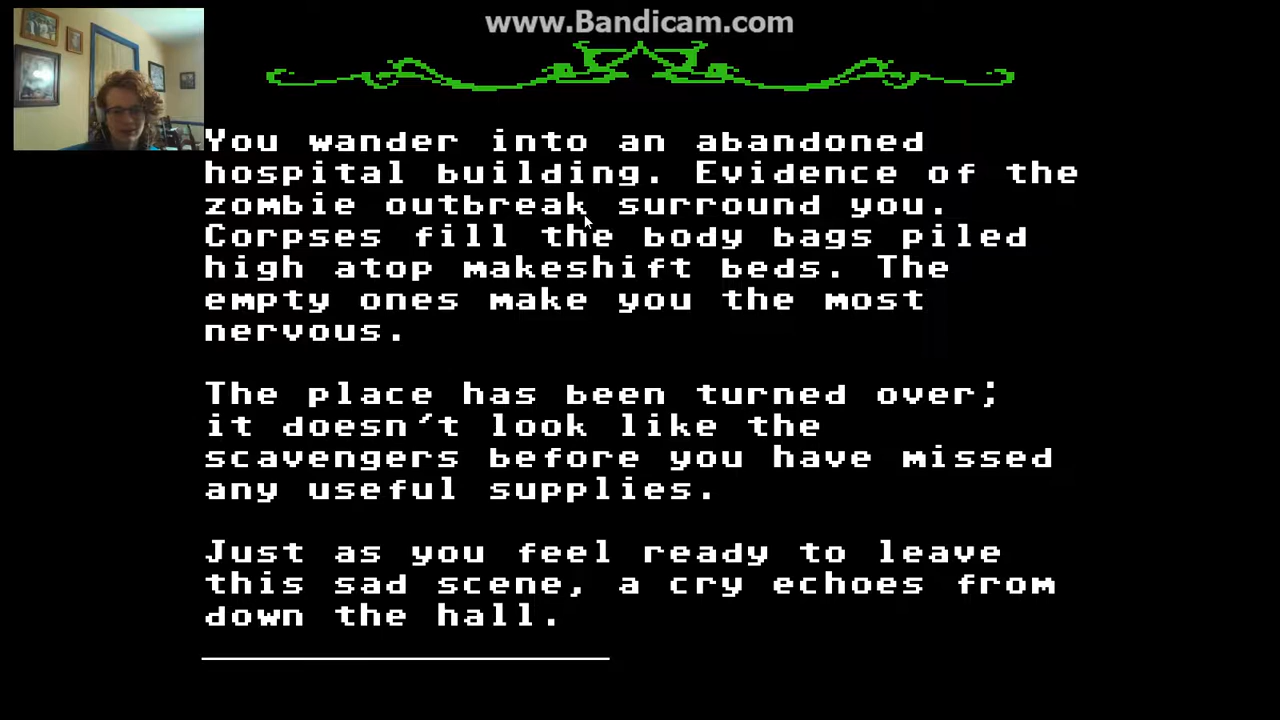 www.Bandicam.com
You wander into an abandoned
hospital building. Evidence of the
zombie outbreak surround you.
Corpses fill the body bags piled
high atop makeshift beds. The
empty ones make you the most
nervous.
The place has been turned over;
it doesn't look like the
scavengers before you have missed
any useful supplies.
Just as you feel ready to leave
this sad scene, a cry echoes from
down the hall.